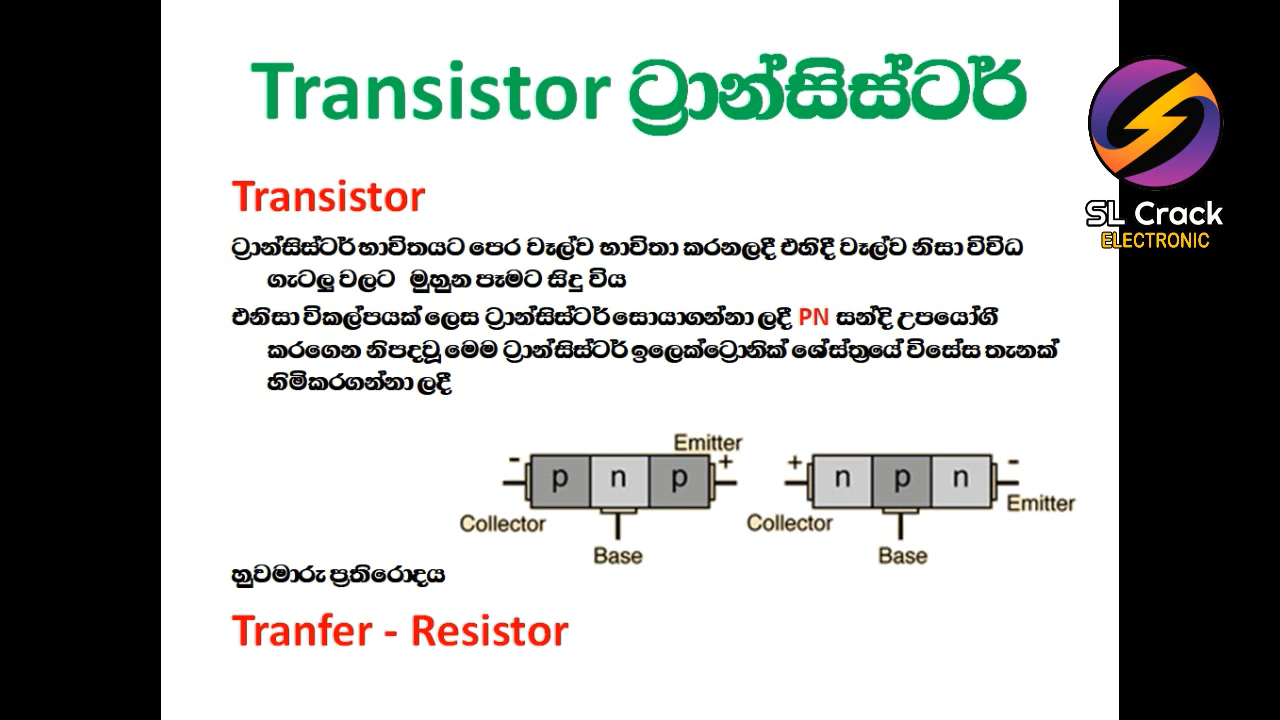 Transistor ට්‍රාන්සිස්ටර්
SL Crack
ELECTRONIC
Transistor
ට්‍රාන්සිස්ටර් භාවිතයට පෙර වෑල්ව භාවිතා කරනලදී එහිදී වෑල්ව නිසා විවිධ
ගැටලු වලට මුහුන පෑමට සිදු විය
එනිසා විකල්පයක් ලෙස ට්‍රාන්සිස්ටර් සොයාගන්නා ලදී PN සන්දි උපයෝගී
කරගෙන නිපදවූ මෙම ට්‍රාන්සිස්ටර් ඉලෙක්ට්‍රොනික් ශේස්ත්‍රයේ විසේස තැනක්
හිමිකරගන්නා ලදී
Emitter
- p n p +
Collector
Base
+ n p n -
Emitter
Collector
Base
හුවමාරු ප්‍රතිරොදය
Tranfer - Resistor